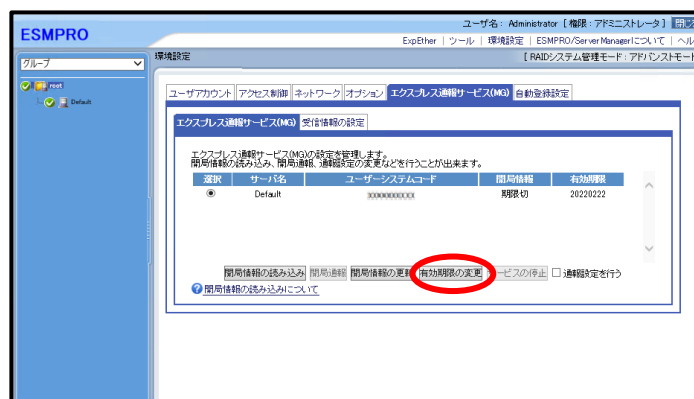 ユーザ名: Administrator [ 権限 : アドミニストレータ ]
ESMPRO
ExpEther | ツール | 環境設定 | ESMPRO/ServerManagerについて | ヘル
グループ
環境設定
[ RAIDシステム管理モード : アドバンストモード
root
Default
ユーザアカウント アクセス制御 ネットワーク オプション エクスプレス通報サービス(MG) 自動登録設定
エクスプレス通報サービス(MG) 受信情報の設定
エクスプレス通報サービス(MG)の設定を管理します。
開局情報の読み込み、開局通報、通報設定の変更などを行うことが出来ます。
選択 サーバ名 ユーザーシステムコード 開局情報 有効期限
Default 期限切 20220222
開局情報の読み込み 開局通報 開局情報の更新 有効期限の変更 サービスの停止 通報設定を行う
開局情報の読み込みについて